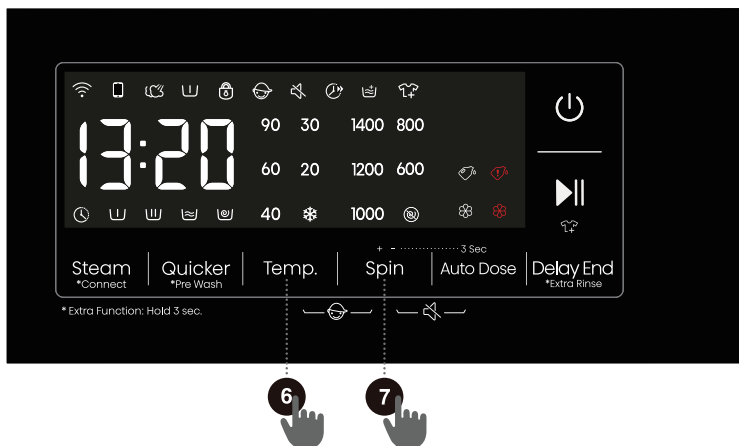 13:20
90 30 1400 800
60 20 1200 600
40 1000
+ - 3 Sec
Steam Quicker Temp. Spin Auto Dose Delay End
*Connect *Pre Wash *Extra Rinse
* Extra Function: Hold 3 sec.
6 7